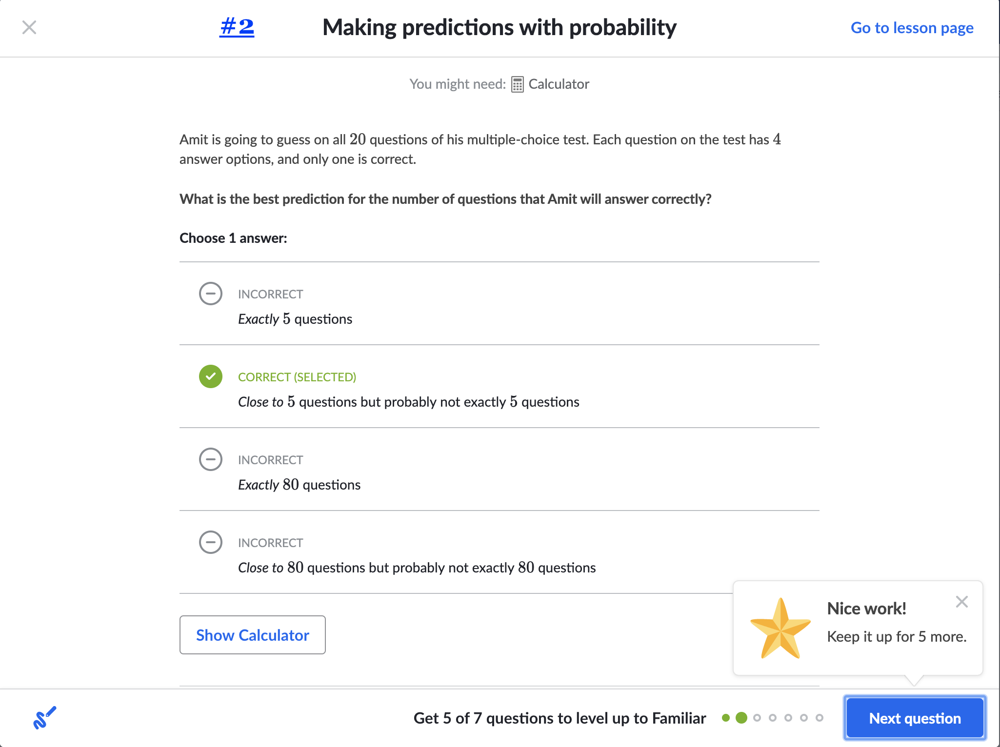 #2 Making predictions with probability Go to lesson page
You might need: Calculator
Amit is going to guess on all 20 questions of his multiple-choice test. Each question on the test has 4
answer options, and only one is correct.
What is the best prediction for the number of questions that Amit will answer correctly?
Choose 1 answer:
INCORRECT
Exactly 5 questions
CORRECT (SELECTED)
Close to 5 questions but probably not exactly 5 questions
INCORRECT
Exactly 80 questions
INCORRECT
Close to 80 questions but probably not exactly 80 questions
Show Calculator
Nice work!
Keep it up for 5 more.
Get 5 of 7 questions to level up to Familiar
Next question